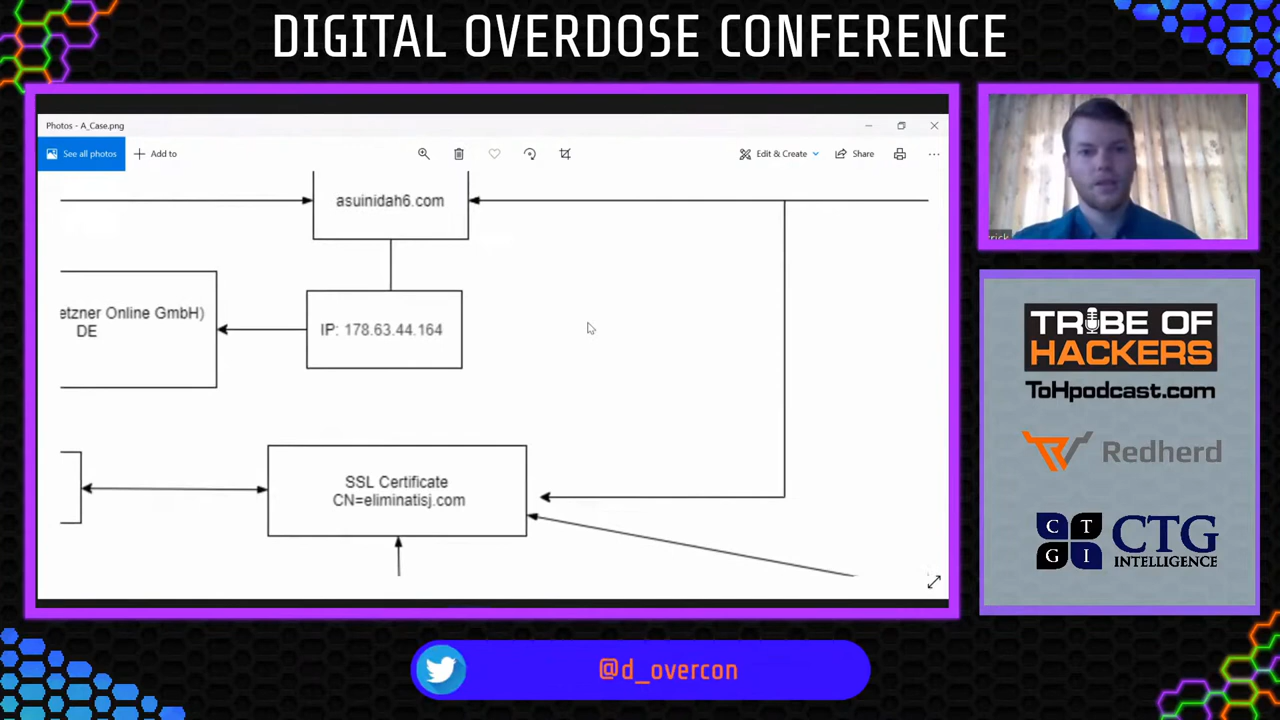 DIGITAL OVERDOSE CONFERENCE
Photos - A_Case.png
See all photos
Add to
Edit & Create
Share
asuinidah6.com
etzner Online GmbH)
DE
IP: 178.63.44.164
SSL Certificate
CN=eliminatisj.com
TRIBE OF
HACKERS
ToHpodcast.com
Redherd
C T
G I
CTG
INTELLIGENCE
@d_overcon